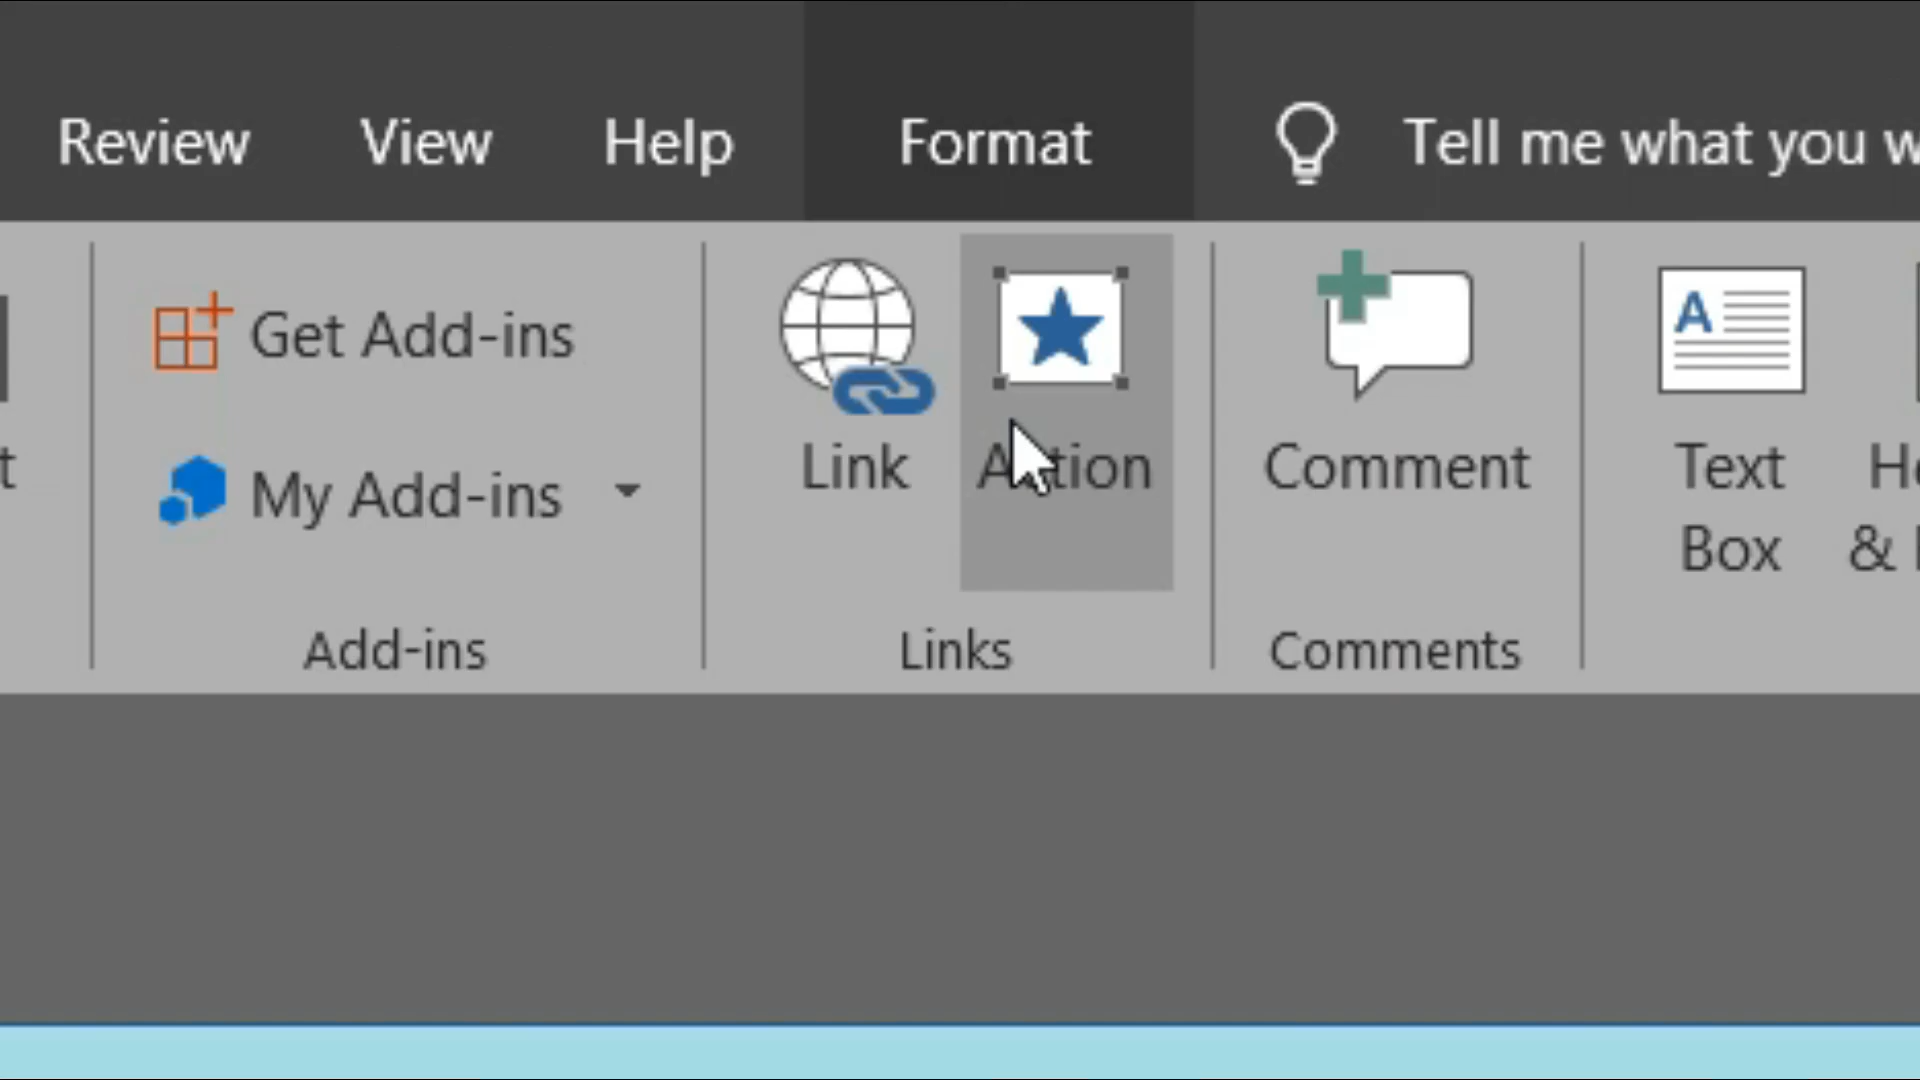 Review View Help Format Tell me what you
Get Add-ins
My Add-ins
Link Action Comment Text Box
&
Add-ins Links Comments